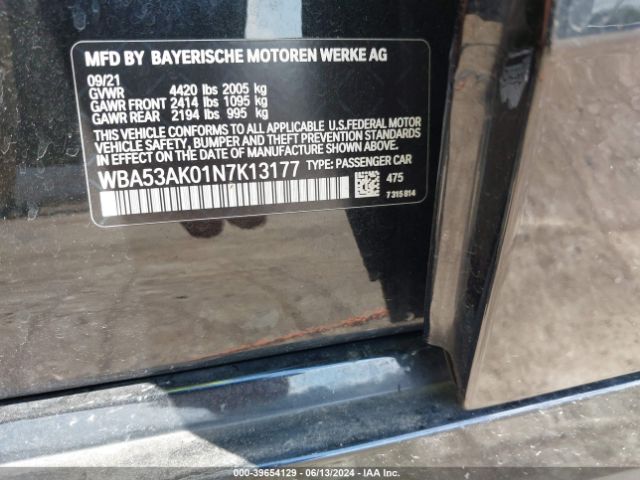 MFD BY BAYERISCHE MOTOREN WERKE AG
09/21
GVWR 4420 lbs 2005 kg
GAWR FRONT 2414 lbs 1095 kg
GAWR REAR 2194 lbs 995 kg
THIS VEHICLE CONFORMS TO ALL APPLICABLE U.S.FEDERAL MOTOR
VEHICLE SAFETY, BUMPER AND THEFT PREVENTION STANDARDS
IN EFFECT ON THE DATE OF MANUFACTURE SHOWN ABOVE.
WBA53AK01N7K13177 TYPE: PASSENGER CAR
475
7 315 814
Copart © - 39654129 - 06/13/2024 - IAA Inc.